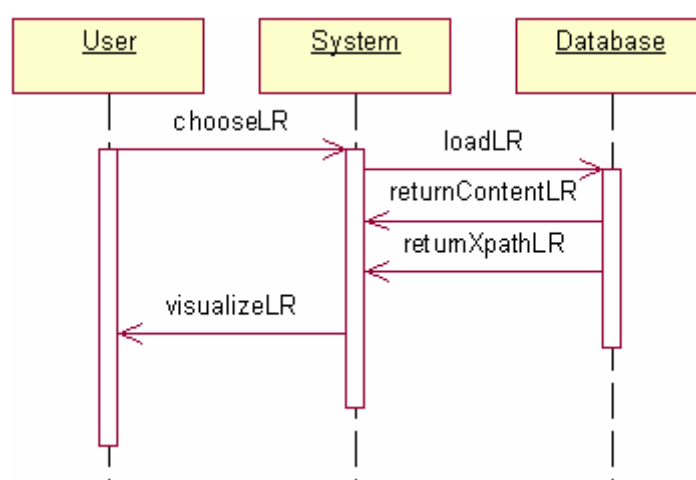 User
System
Database
chooseLR
loadLR
returnContentLR
returnXpathLR
visualizeLR